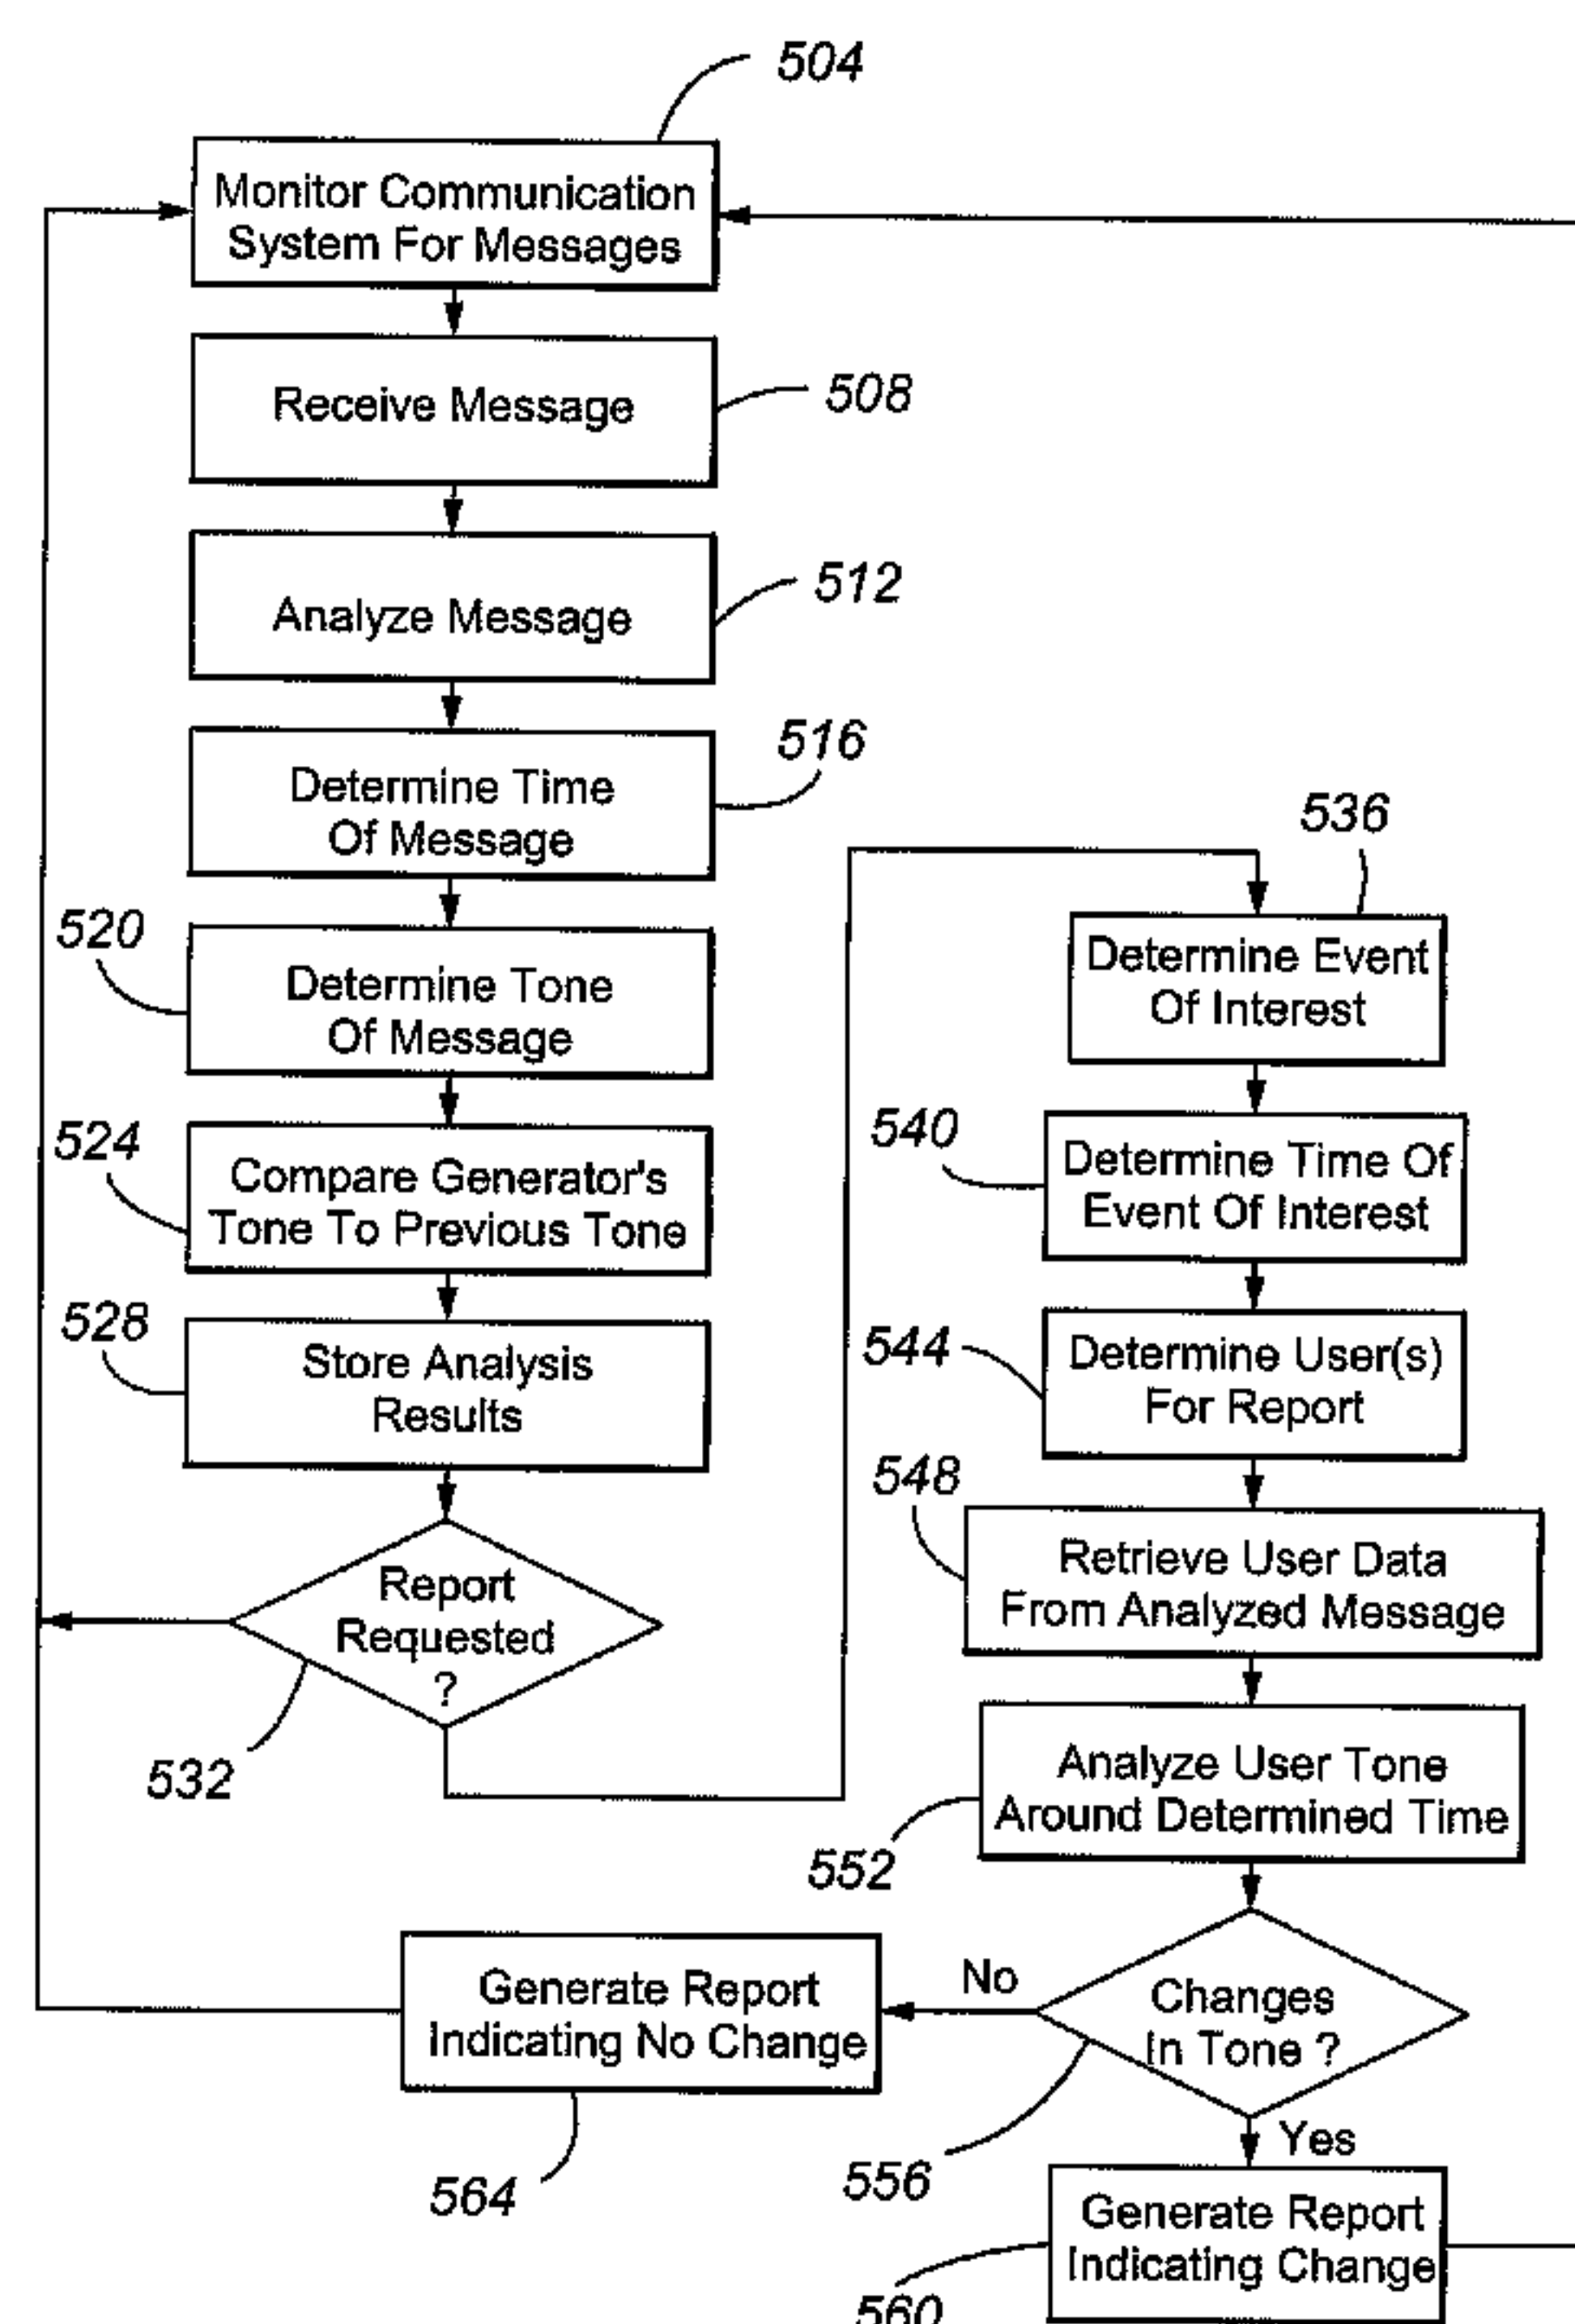 504
Monitor Communication
System For Messages
Receive Message
508
Analyze Message
512
516
Determine Time
Of Message
520
Determine Tone
Of Message
524
Compare Generator's
Tone To Previous Tone
528
Store Analysis
Results
Report
Requested
?
532
536
Determine Event
Of Interest
540
Determine Time Of
Event Of Interest
544
Determine User(s)
For Report
548
Retrieve User Data
From Analyzed Message
Analyze User Tone
Around Determined Time
552
Changes
In Tone ?
No
556
Yes
Generate Report
Indicating No Change
564
Generate Report
Indicating Change
560